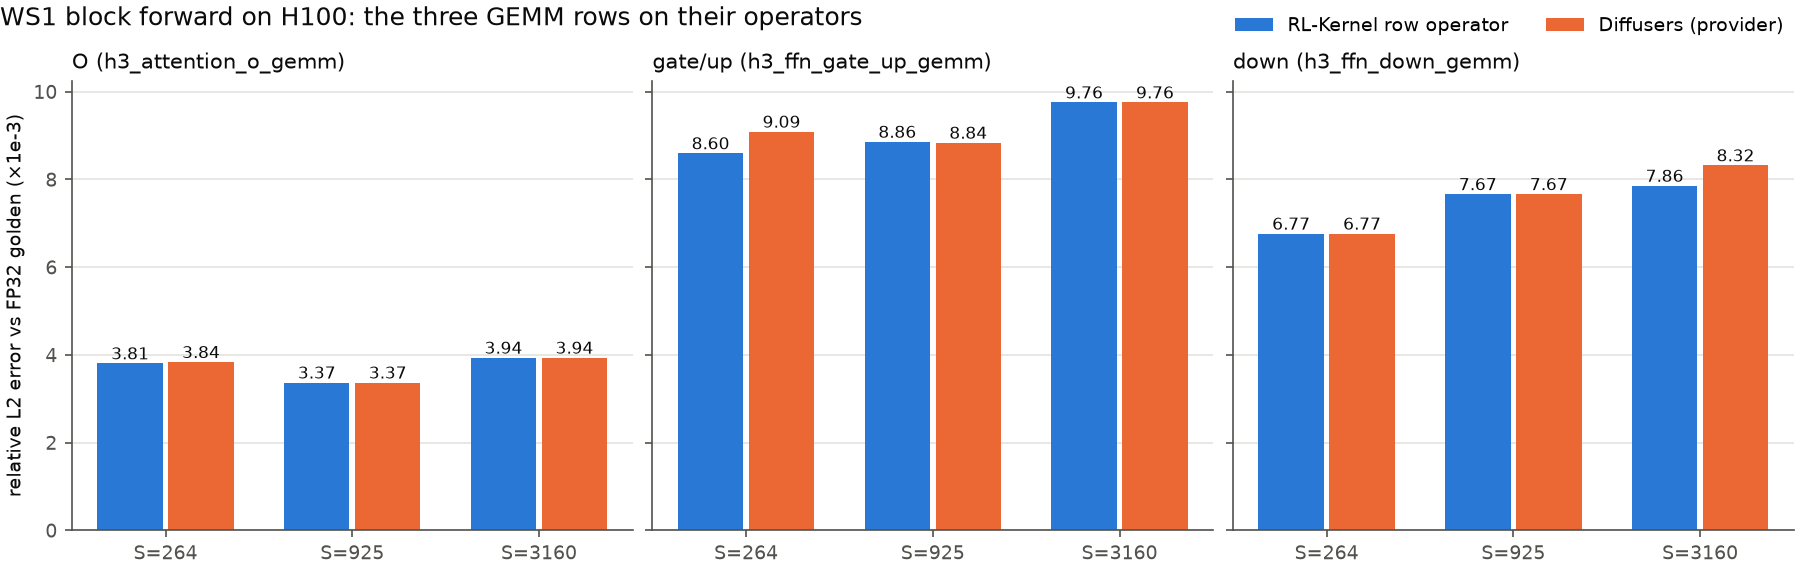 WS1 block forward on H100: the three GEMM rows on their operators
RL-Kernel row operator
Diffusers (provider)
O (h3_attention_o_gemm)
gate/up (h3_ffn_gate_up_gemm)
down (h3_ffn_down_gemm)
relative L2 error vs FP32 golden (×1e-3)
10
8
6
4
2
0
3.81
3.84
3.37
3.37
3.94
3.94
8.60
9.09
8.86
8.84
9.76
9.76
6.77
6.77
7.67
7.67
7.86
8.32
S=264
S=925
S=3160
S=264
S=925
S=3160
S=264
S=925
S=3160